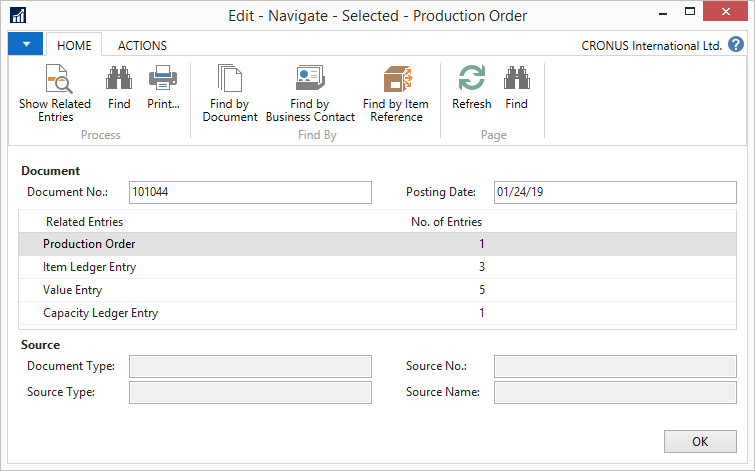 Edit - Navigate - Selected - Production Order
HOME ACTIONS CRONUS International Ltd. ?
Show Related Entries
Find
Print...
Process
Find by Document
Find by Business Contact
Find by Item Reference
Find By
Refresh
Find
Page
Document
Document No.: 101044 Posting Date: 01/24/19
Related Entries No. of Entries
Production Order 1
Item Ledger Entry 3
Value Entry 5
Capacity Ledger Entry 1
Source
Document Type: Source No.:
Source Type: Source Name:
OK